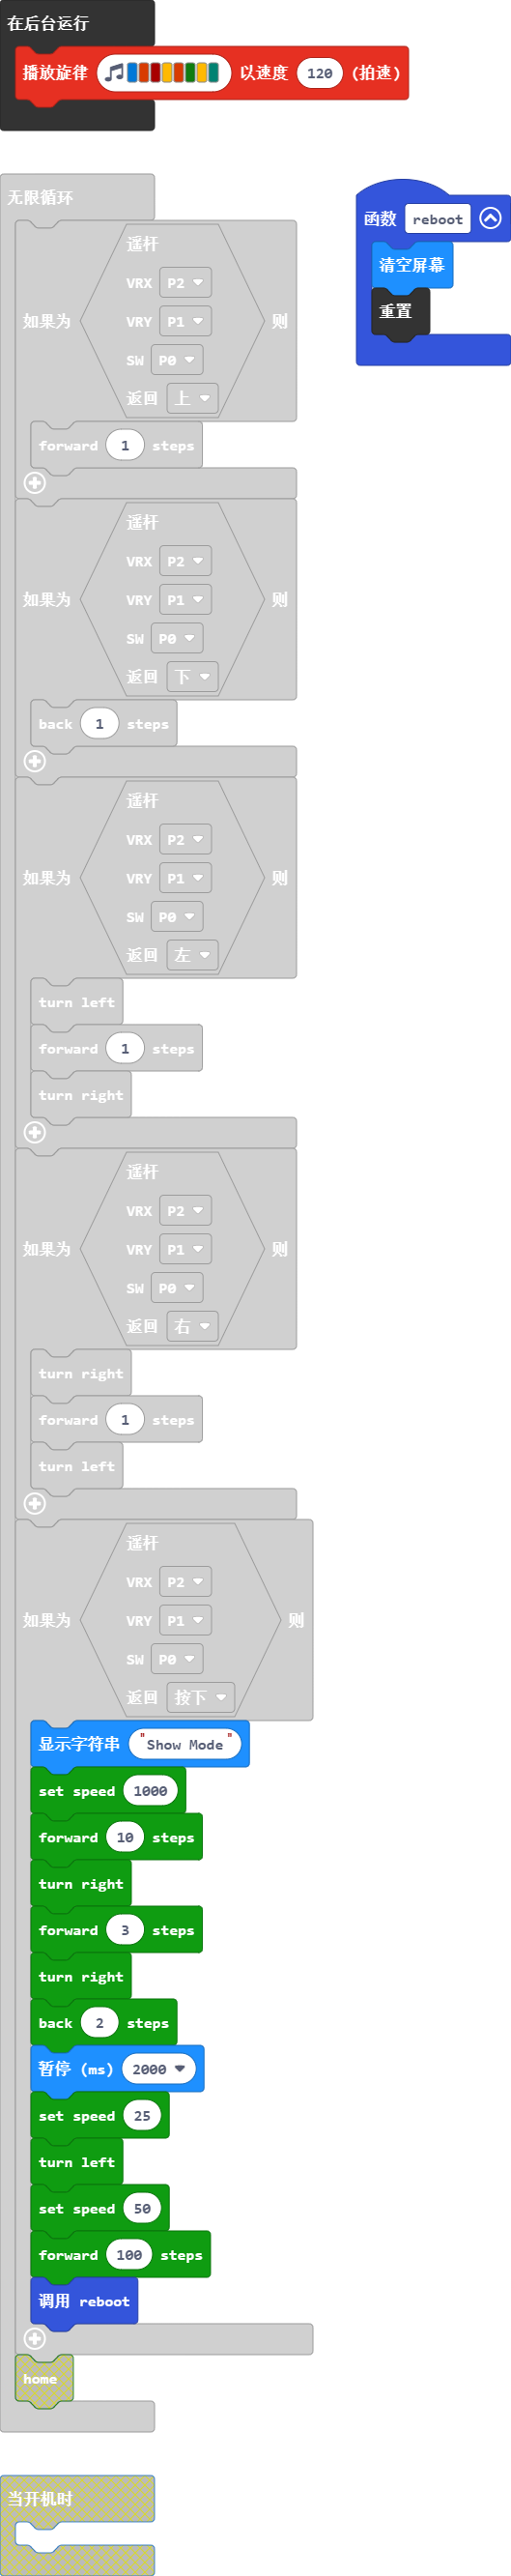 在后台运行
播放旋律 以速度 120 (拍速)
无限循环
如果为 遥杆 则
VRX P2
VRY P1
SW P0
返回 上
forward 1 steps
如果为 遥杆 则
VRX P2
VRY P1
SW P0
返回 下
back 1 steps
如果为 遥杆 则
VRX P2
VRY P1
SW P0
返回 左
turn left
forward 1 steps
turn right
如果为 遥杆 则
VRX P2
VRY P1
SW P0
返回 右
turn right
forward 1 steps
turn left
如果为 遥杆 则
VRX P2
VRY P1
SW P0
返回 按下
显示字符串 "Show Mode"
set speed 1000
forward 10 steps
turn right
forward 3 steps
turn right
back 2 steps
暂停 (ms) 2000
set speed 25
turn left
set speed 50
forward 100 steps
调用 reboot
home
当开机时
函数 reboot
清空屏幕
重置